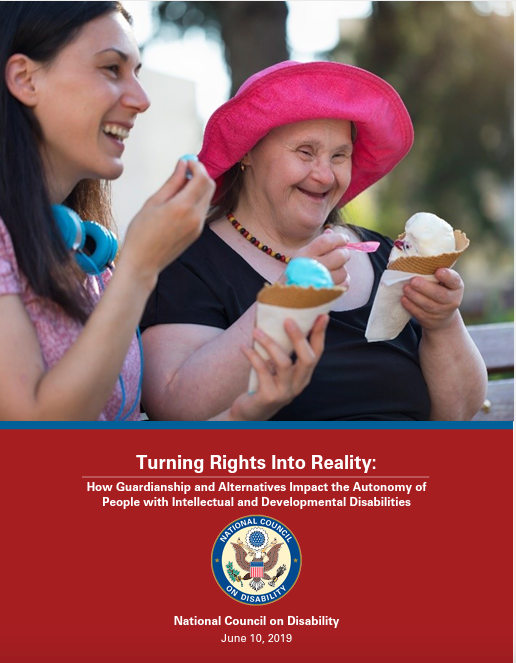 Turning Rights Into Reality:
How Guardianship and Alternatives Impact the Autonomy of
People with Intellectual and Developmental Disabilities
NATIONAL COUNCIL
ON DISABILITY
National Council on Disability
June 10, 2019